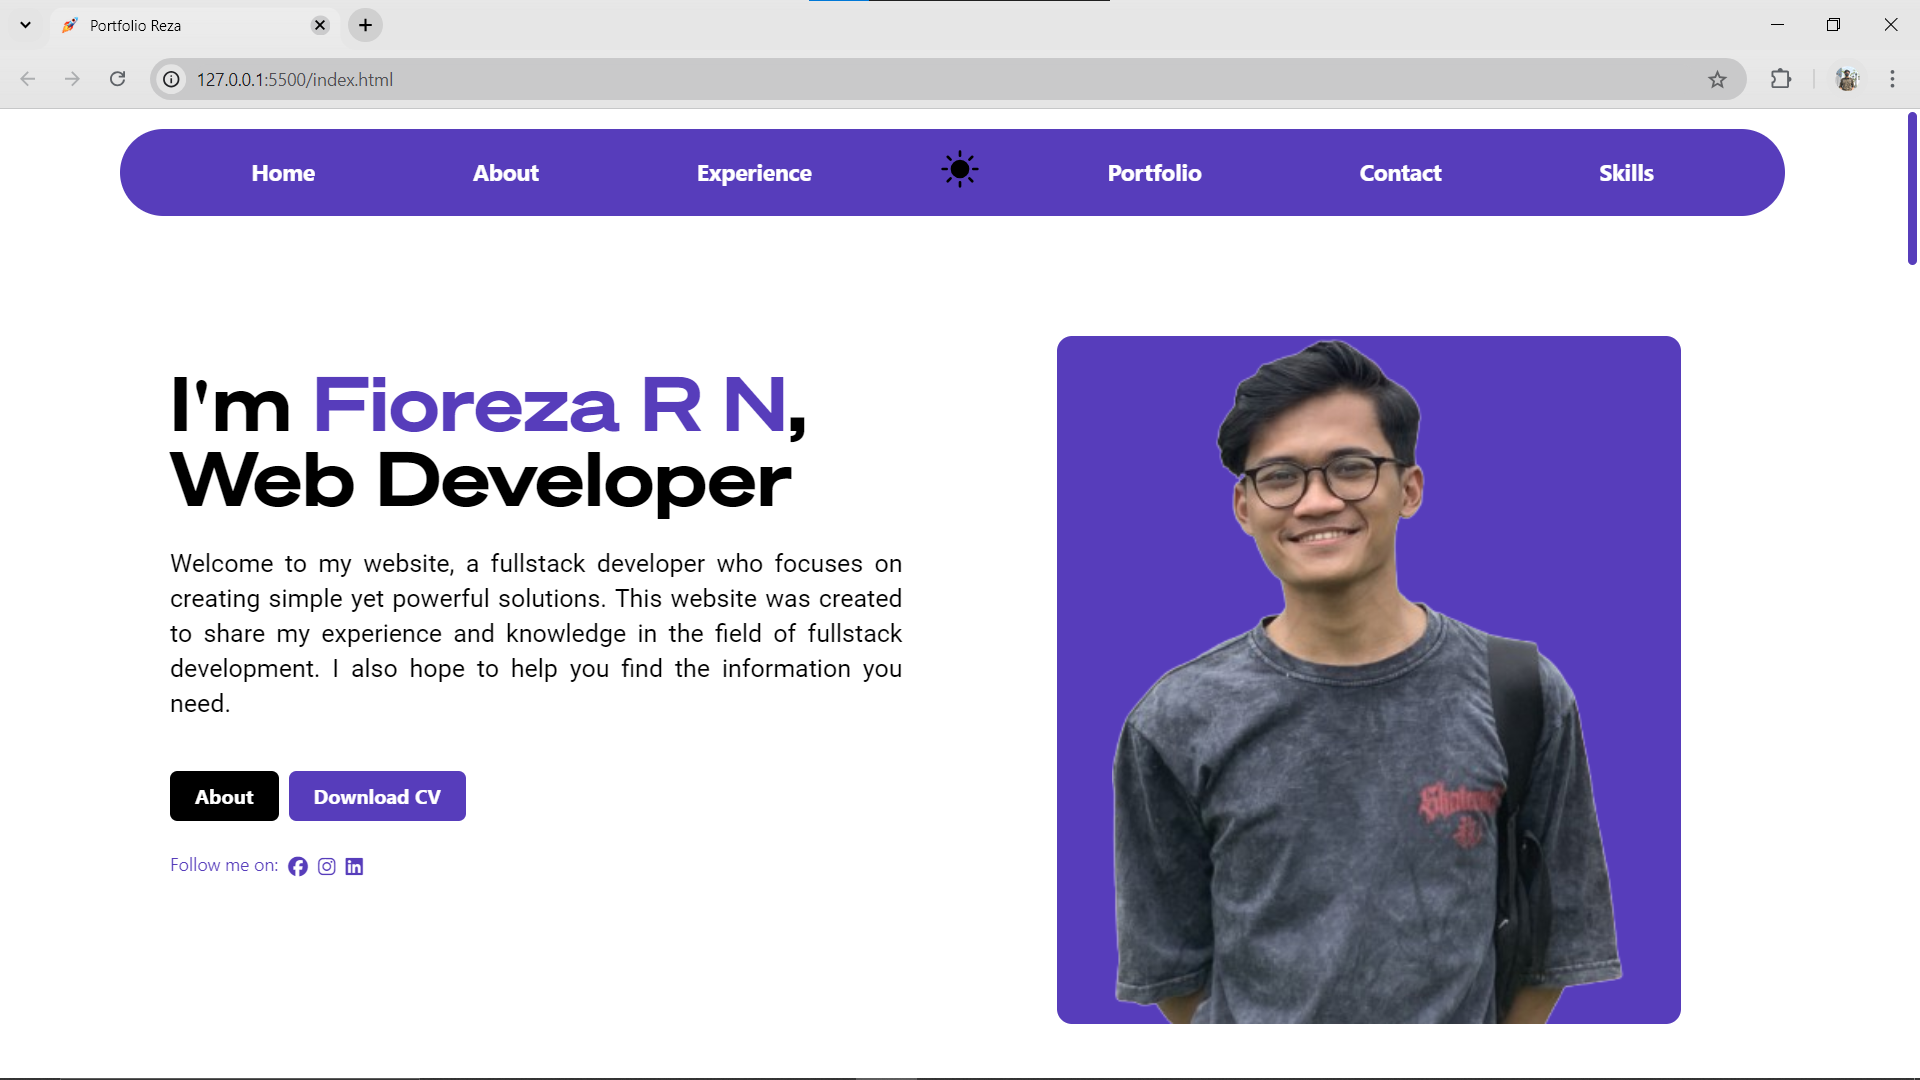 Portfolio Reza
127.0.0.1:5500/index.html
Home About Experience Portfolio Contact Skills
I'm Fioreza R N,
Web Developer
Welcome to my website, a fullstack developer who focuses on
creating simple yet powerful solutions. This website was created
to share my experience and knowledge in the field of fullstack
development. I also hope to help you find the information you
need.
About Download CV
Follow me on: